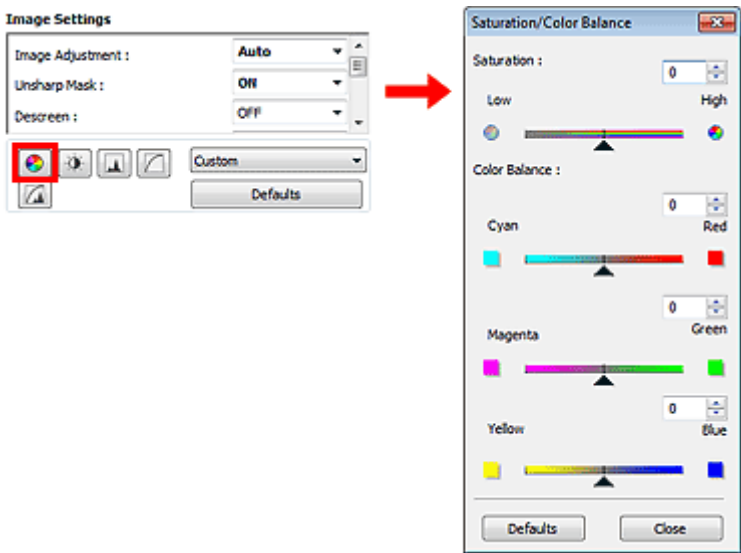 Image Settings
Image Adjustment : Auto
Unsharp Mask : ON
Descreen : OFF
Custom
Defaults
Saturation/Color Balance
Saturation :
0
Low High
Color Balance :
0
Cyan Red
0
Magenta Green
0
Yellow Blue
Defaults Close